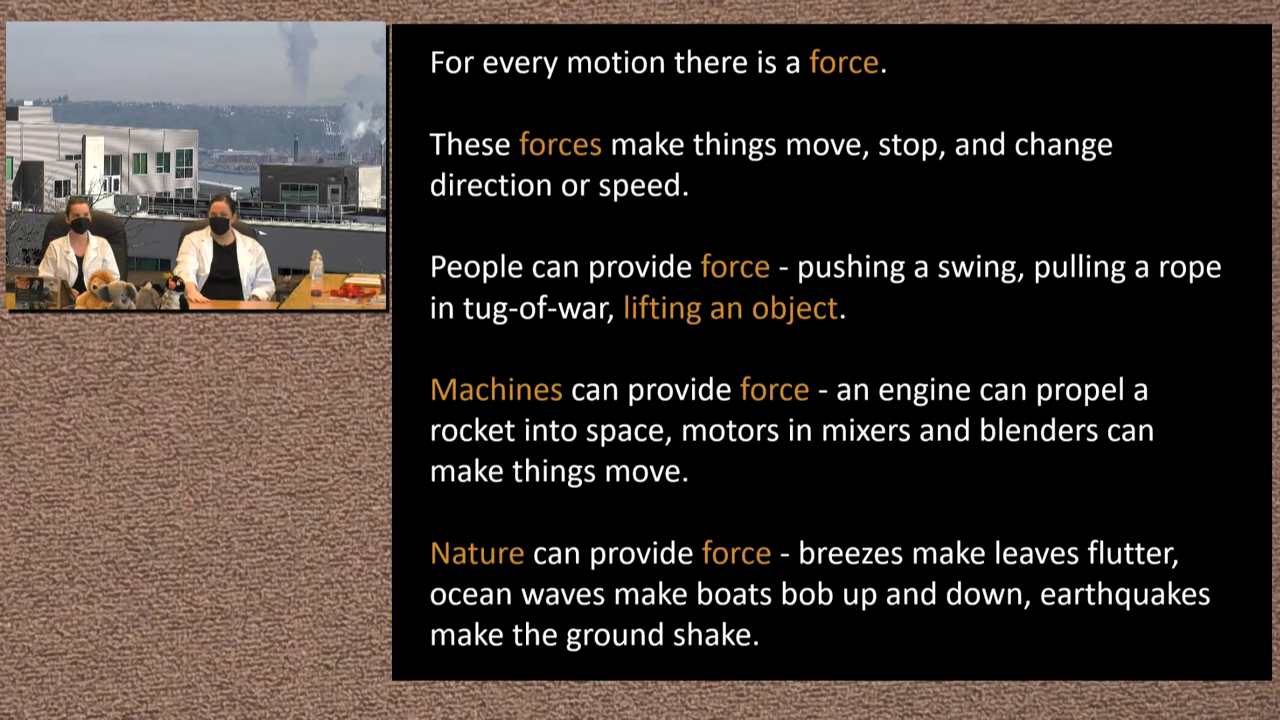 For every motion there is a force.
These forces make things move, stop, and change
direction or speed.
People can provide force - pushing a swing, pulling a rope
in tug-of-war, lifting an object.
Machines can provide force - an engine can propel a
rocket into space, motors in mixers and blenders can
make things move.
Nature can provide force - breezes make leaves flutter,
ocean waves make boats bob up and down, earthquakes
make the ground shake.